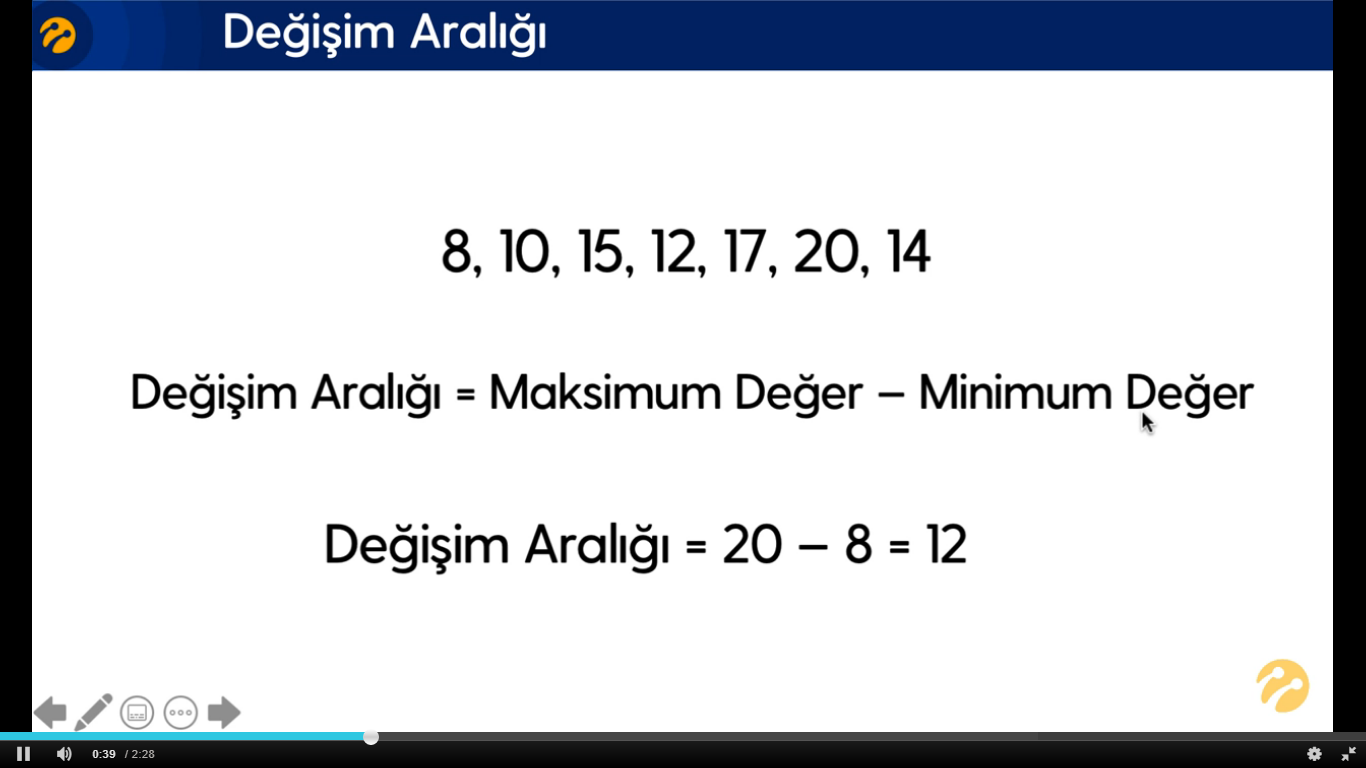 Değişim Aralığı
8, 10, 15, 12, 17, 20, 14
Değişim Aralığı = Maksimum Değer – Minimum Değer
Değişim Aralığı = 20 – 8 = 12
0:39 / 2:28